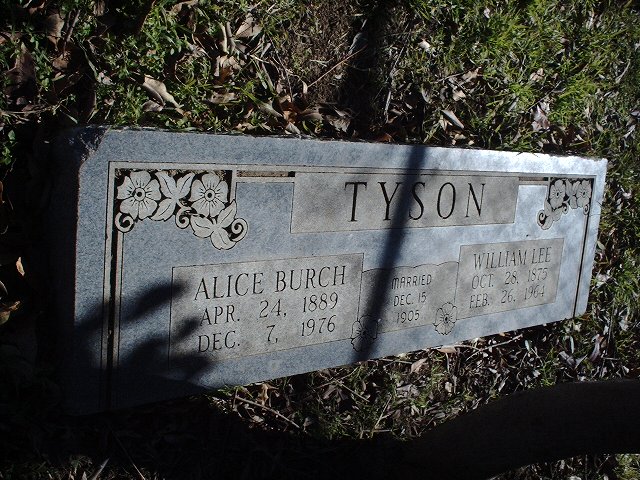 TYSON
ALICE BURCH
APR. 24, 1889
DEC. 7, 1976
MARRIED
DEC. 15
1905
WILLIAM LEE
OCT. 28, 1875
FEB. 26, 1964